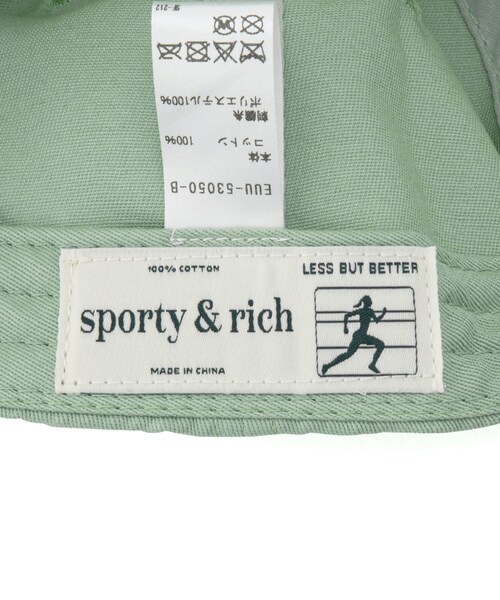 100% COTTON
LESS BUT BETTER
sporty & rich
MADE IN CHINA
EUU-53050-B
本体
コットン 100%
刺繍糸
ポリエステル100%